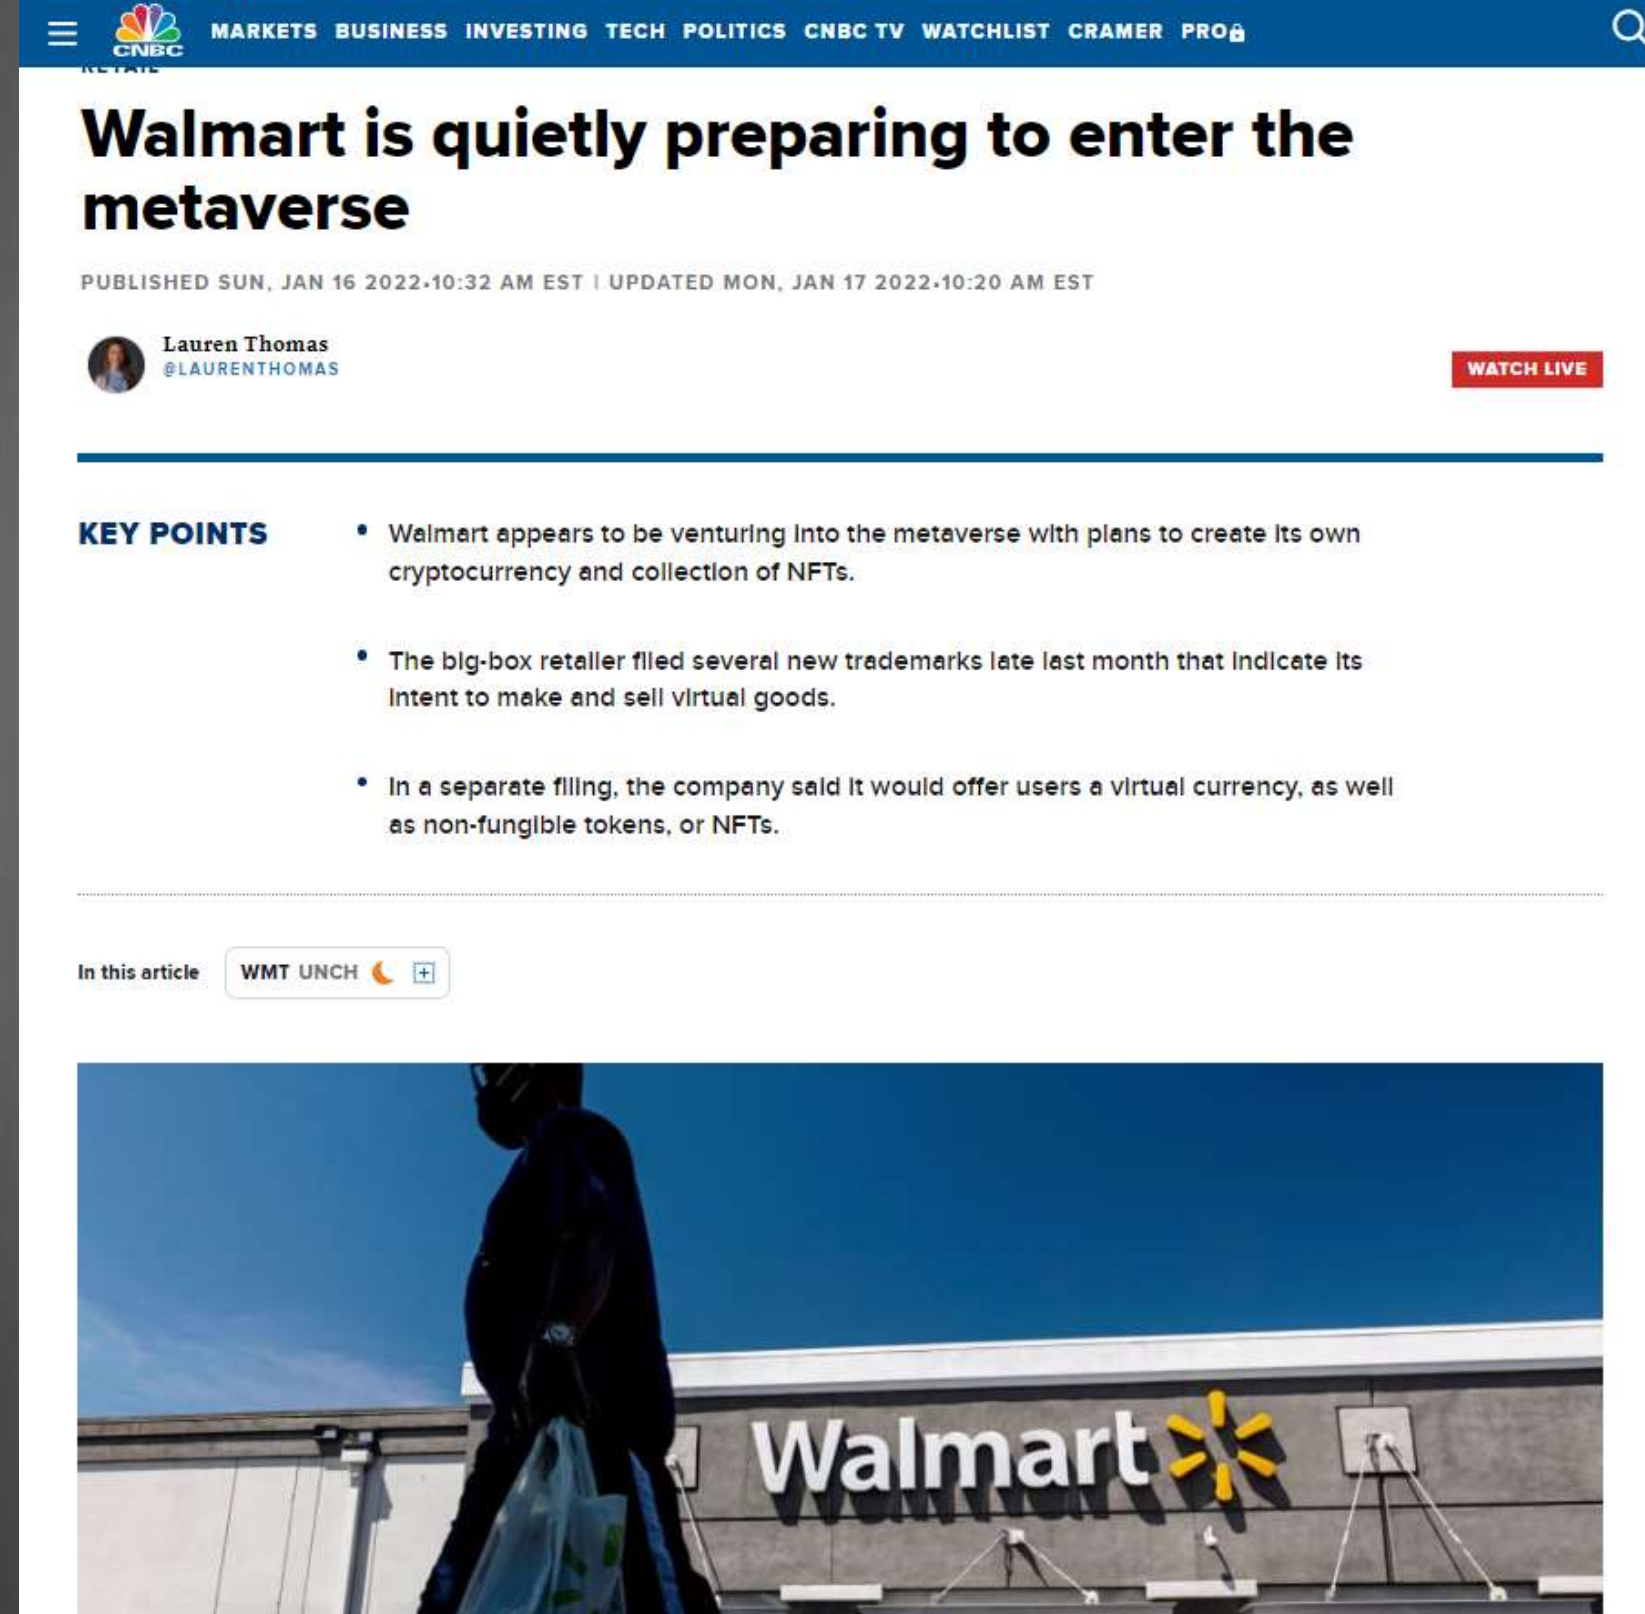 CNBC
MARKETS BUSINESS INVESTING TECH POLITICS CNBC TV WATCHLIST CRAMER PRO
RETAIL
Walmart is quietly preparing to enter the
metaverse
PUBLISHED SUN, JAN 16 2022•10:32 AM EST | UPDATED MON, JAN 17 2022•10:20 AM EST
Lauren Thomas
@LAURENTHOMAS
WATCH LIVE
KEY POINTS
• Walmart appears to be venturing into the metaverse with plans to create its own
cryptocurrency and collection of NFTs.
• The big-box retailer filed several new trademarks late last month that indicate its
intent to make and sell virtual goods.
• In a separate filing, the company said it would offer users a virtual currency, as well
as non-fungible tokens, or NFTs.
In this article
WMT UNCH
Walmart